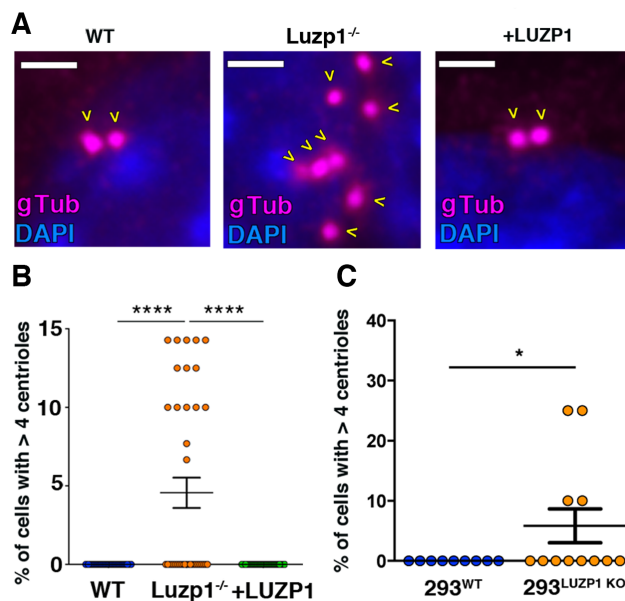 A
WT
Luzp1-/-
+LUZP1
gTub
DAPI
gTub
DAPI
gTub
DAPI
B
% of cells with > 4 centrioles
15
10
5
0
****
****
WT
Luzp1-/-
+LUZP1
C
% of cells with > 4 centrioles
40
30
20
10
0
*
293WT
293LUZP1 KO